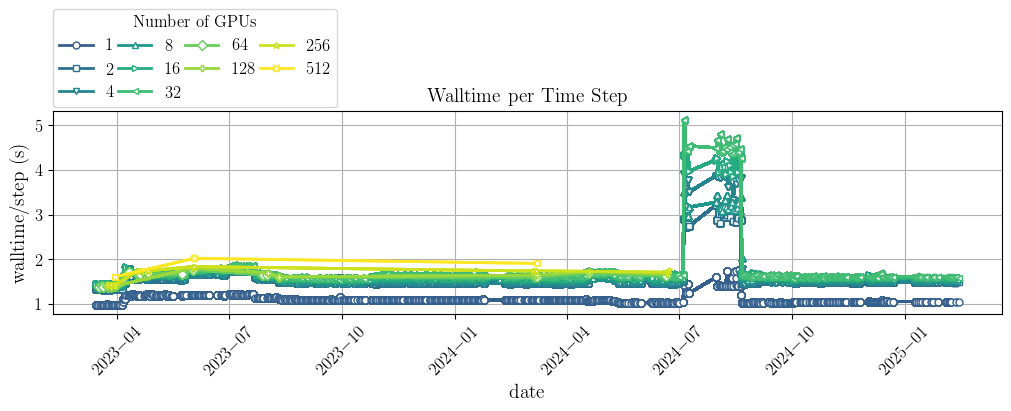 Number of GPUs
1 8 64 256
2 16 128 512
4 32
Walltime per Time Step
walltime/step (s)
5
4
3
2
1
2023−04 2023−07 2023−10 2024−01 2024−04 2024−07 2024−10 2025−01
date